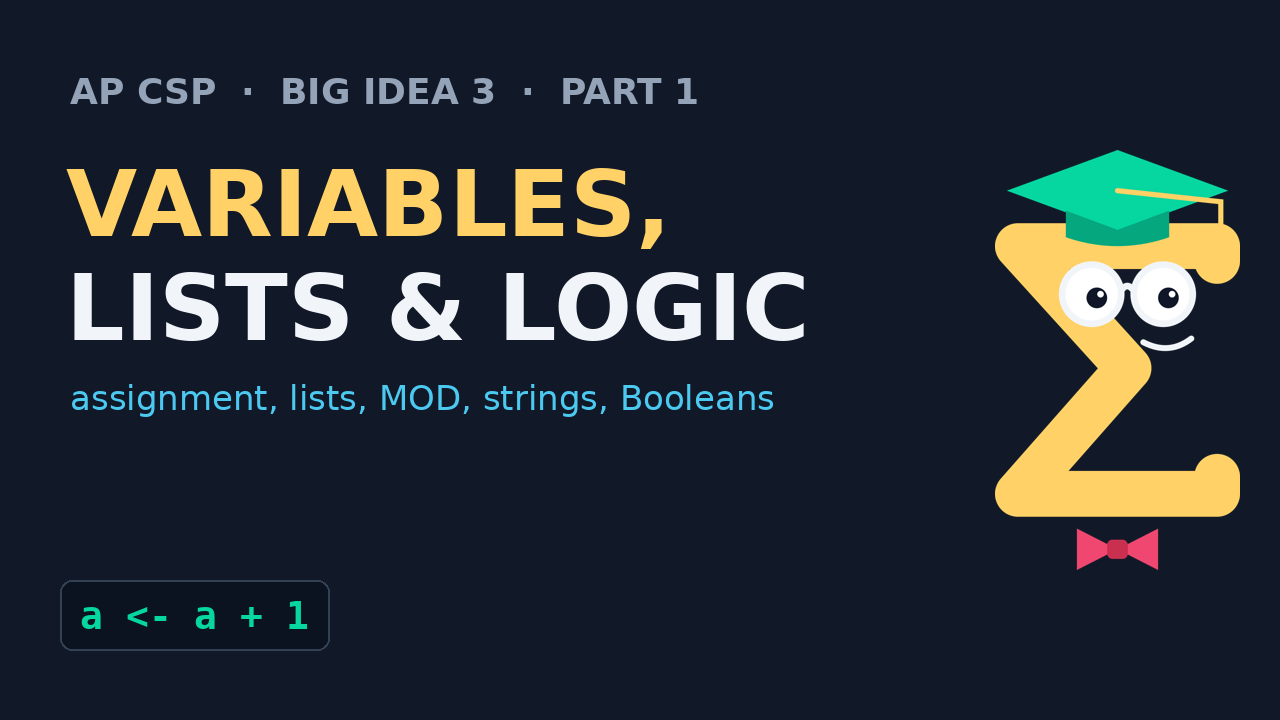 AP CSP · BIG IDEA 3 · PART 1
VARIABLES,
LISTS & LOGIC
assignment, lists, MOD, strings, Booleans
a <- a + 1